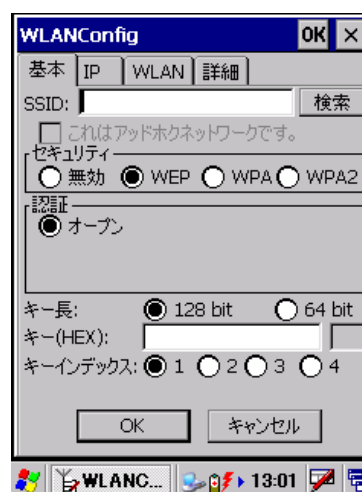 WLANConfig OK ×
基本 IP WLAN 詳細
SSID: 検索
これはアッドホクネットワークです。
セキュリティ
無効 WEP WPA WPA2
認証
オープン
キー長: 128 bit 64 bit
キー(HEX):
キーインデックス: 1 2 3 4
OK キャンセル
WLANC... 13:01